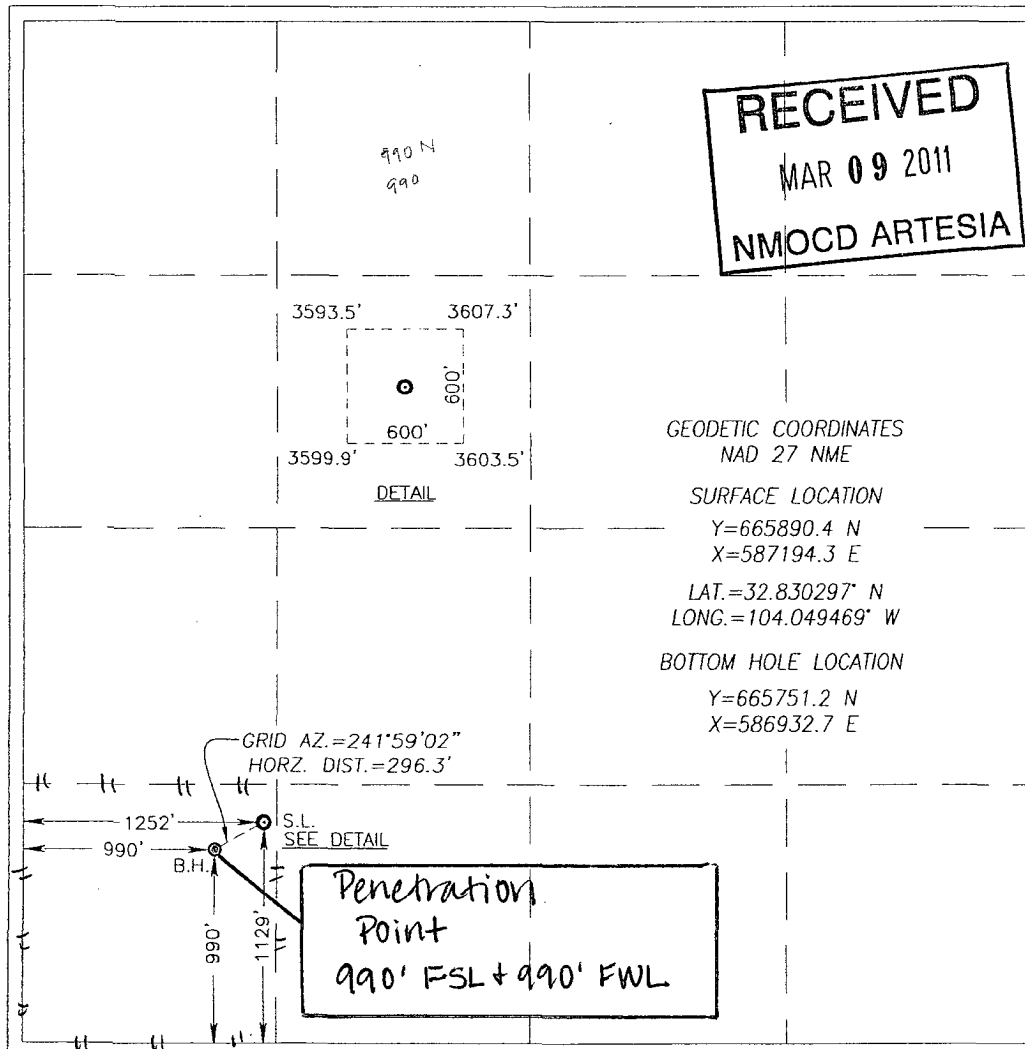 RECEIVED
MAR 09 2011
NMOCD ARTESIA
990 N
990
3593.5' 3607.3'
600'
600'
3599.9' 3603.5'
DETAIL
GEODETIC COORDINATES
NAD 27 NME
SURFACE LOCATION
Y=665890.4 N
X=587194.3 E
LAT.=32.830297° N
LONG.=104.049469° W
BOTTOM HOLE LOCATION
Y=665751.2 N
X=586932.7 E
GRID AZ.=241°59'02"
HORZ. DIST.=296.3'
1252' S.L.
SEE DETAIL
990'
B.H.
990'
1129'
Penetration
Point
990' FSL + 990' FWL